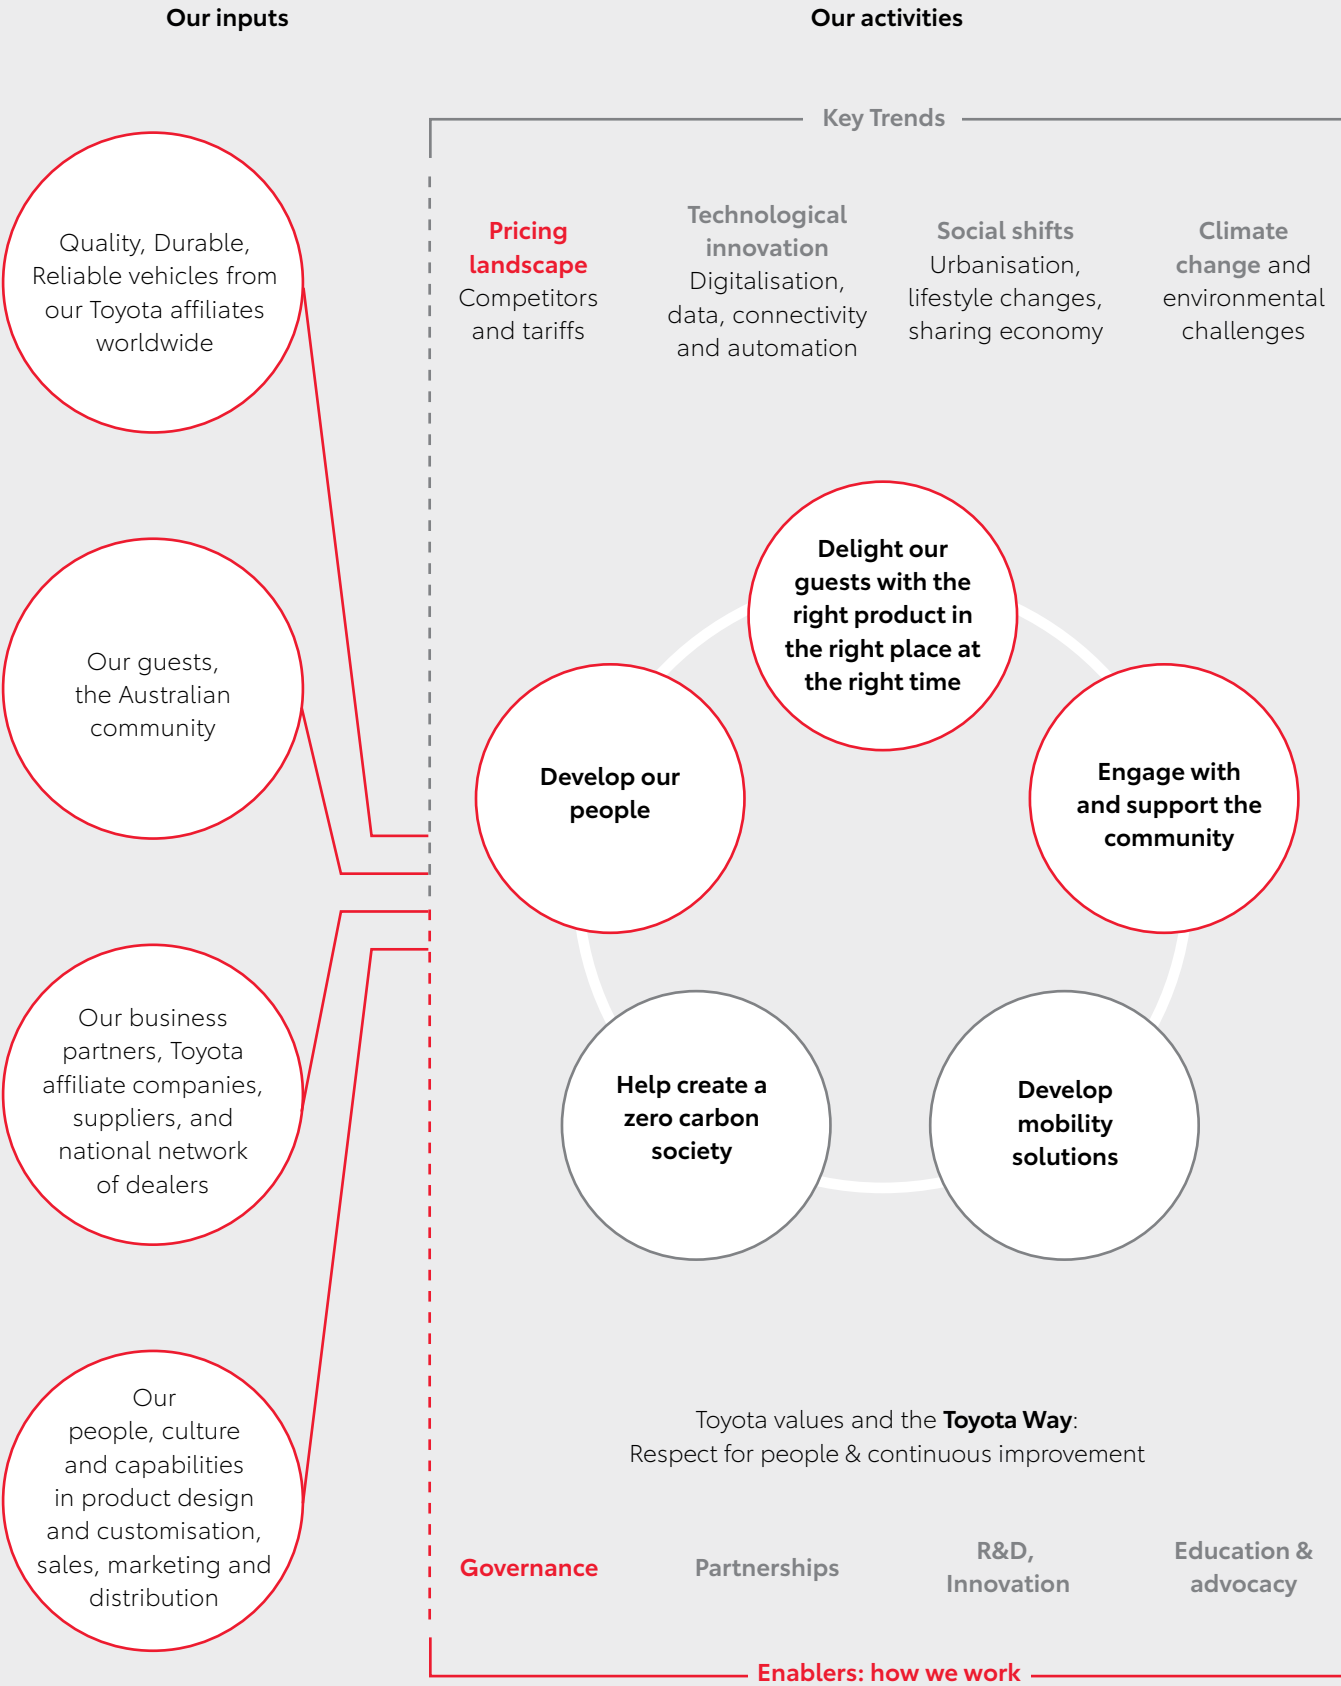 Our inputs
Our activities
Quality, Durable,
Reliable vehicles from
our Toyota affiliates
worldwide
Our guests,
the Australian
community
Our business
partners, Toyota
affiliate companies,
suppliers, and
national network
of dealers
Our
people, culture
and capabilities
in product design
and customisation,
sales, marketing and
distribution
Key Trends
Pricing
landscape
Competitors
and tariffs
Technological
innovation
Digitalisation,
data, connectivity
and automation
Social shifts
Urbanisation,
lifestyle changes,
sharing economy
Climate
change and
environmental
challenges
Delight our
guests with the
right product in
the right place at
the right time
Develop our
people
Engage with
and support the
community
Help create a
zero carbon
society
Develop
mobility
solutions
Toyota values and the Toyota Way:
Respect for people & continuous improvement
Governance
Partnerships
R&D,
Innovation
Education &
advocacy
Enablers: how we work